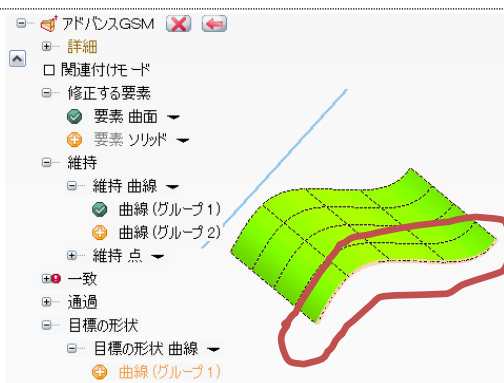 アドバンスGSM
詳細
関連付けモード
修正する要素
要素 曲面
要素 ソリッド
維持
維持 曲線
曲線 (グループ 1)
曲線 (グループ 2)
維持 点
一致
通過
目標の形状
目標の形状 曲線
曲線 (グループ 1)